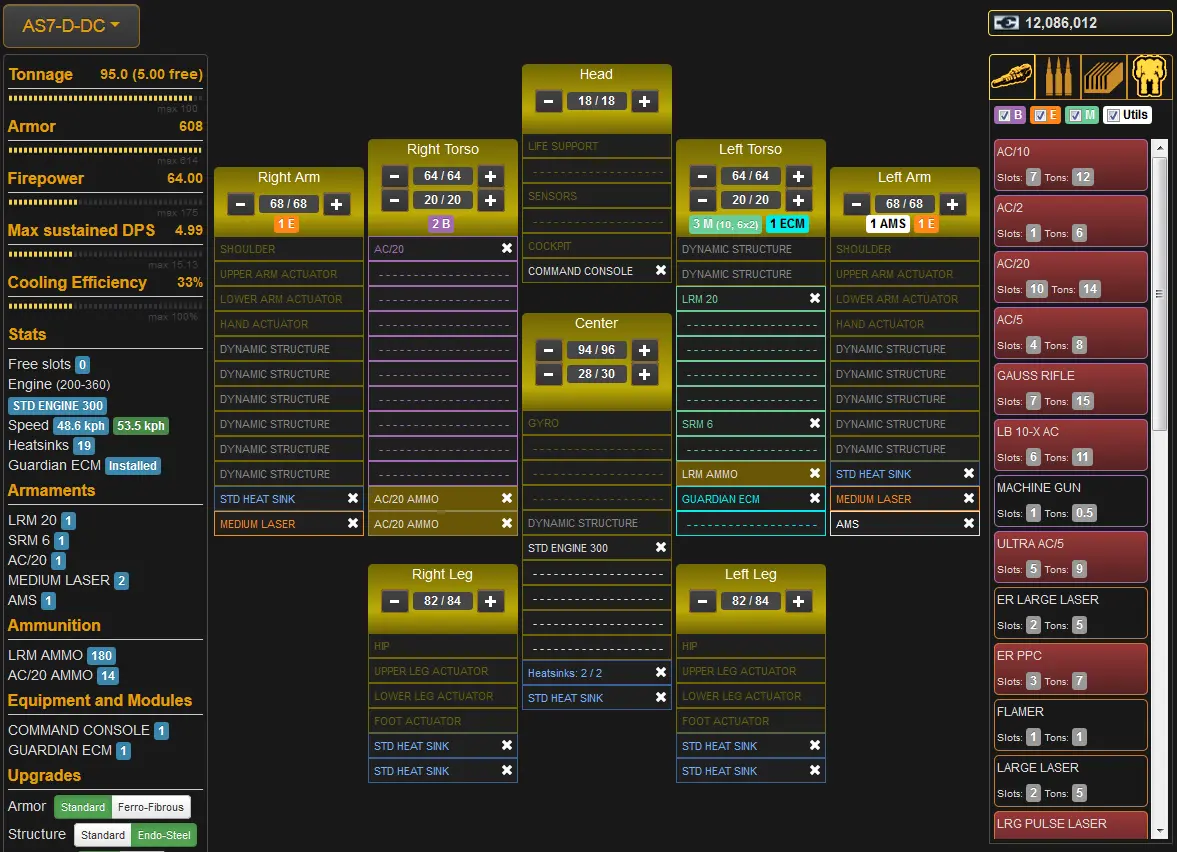 AS7-D-DC
12,086,012
Tonnage 95.0 (5.00 free)
max 100
Armor 608
max 614
Firepower 64.00
max 175
Max sustained DPS 4.99
max 15.13
Cooling Efficiency 33%
max 100%
Stats
Free slots 0
Engine (200-360)
STD ENGINE 300
Speed 48.6 kph 53.5 kph
Heatsinks 19
Guardian ECM Installed
Armaments
LRM 20 1
SRM 6 1
AC/20 1
MEDIUM LASER 2
AMS 1
Ammunition
LRM AMMO 180
AC/20 AMMO 14
Equipment and Modules
COMMAND CONSOLE 1
GUARDIAN ECM 1
Upgrades
Armor Standard Ferro-Fibrous
Structure Standard Endo-Steel
Right Arm
68 / 68
1 E
SHOULDER
UPPER ARM ACTUATOR
LOWER ARM ACTUATOR
HAND ACTUATOR
DYNAMIC STRUCTURE
DYNAMIC STRUCTURE
DYNAMIC STRUCTURE
DYNAMIC STRUCTURE
DYNAMIC STRUCTURE
DYNAMIC STRUCTURE
STD HEAT SINK
MEDIUM LASER
Right Torso
64 / 64
20 / 20
2 B
AC/20
AC/20 AMMO
AC/20 AMMO
Right Leg
82 / 84
HIP
UPPER LEG ACTUATOR
LOWER LEG ACTUATOR
FOOT ACTUATOR
STD HEAT SINK
STD HEAT SINK
Head
18 / 18
LIFE SUPPORT
SENSORS
COCKPIT
COMMAND CONSOLE
Center
94 / 96
28 / 30
GYRO
DYNAMIC STRUCTURE
STD ENGINE 300
Heatsinks: 2 / 2
STD HEAT SINK
Left Torso
64 / 64
20 / 20
3 M (10, 6x2) 1 ECM
DYNAMIC STRUCTURE
DYNAMIC STRUCTURE
LRM 20
SRM 6
LRM AMMO
GUARDIAN ECM
Left Leg
82 / 84
HIP
UPPER LEG ACTUATOR
LOWER LEG ACTUATOR
FOOT ACTUATOR
STD HEAT SINK
STD HEAT SINK
Left Arm
68 / 68
1 AMS 1 E
SHOULDER
UPPER ARM ACTUATOR
LOWER ARM ACTUATOR
HAND ACTUATOR
DYNAMIC STRUCTURE
DYNAMIC STRUCTURE
DYNAMIC STRUCTURE
DYNAMIC STRUCTURE
DYNAMIC STRUCTURE
STD HEAT SINK
MEDIUM LASER
AMS
B E M Utils
AC/10
Slots: 7 Tons: 12
AC/2
Slots: 1 Tons: 6
AC/20
Slots: 10 Tons: 14
AC/5
Slots: 4 Tons: 8
GAUSS RIFLE
Slots: 7 Tons: 15
LB 10-X AC
Slots: 6 Tons: 11
MACHINE GUN
Slots: 1 Tons: 0.5
ULTRA AC/5
Slots: 5 Tons: 9
ER LARGE LASER
Slots: 2 Tons: 5
ER PPC
Slots: 3 Tons: 7
FLAMER
Slots: 1 Tons: 1
LARGE LASER
Slots: 2 Tons: 5
LRG PULSE LASER